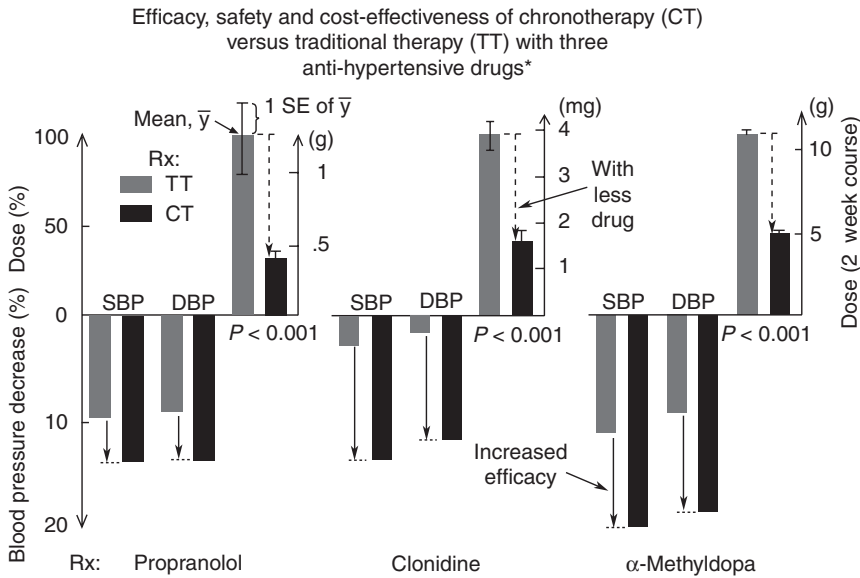 Efficacy, safety and cost-effectiveness of chronotherapy (CT)
versus traditional therapy (TT) with three
anti-hypertensive drugs*
Mean, y̅
1 SE of y̅
(g)
(mg)
(g)
Rx:
TT
CT
100
50
0
10
20
Dose (%)
Blood pressure decrease (%)
1
.5
With
less
drug
4
3
2
1
10
5
Dose (2 week course)
SBP
DBP
P < 0.001
SBP
DBP
P < 0.001
SBP
DBP
P < 0.001
Increased
efficacy
Rx: Propranolol Clonidine α-Methyldopa